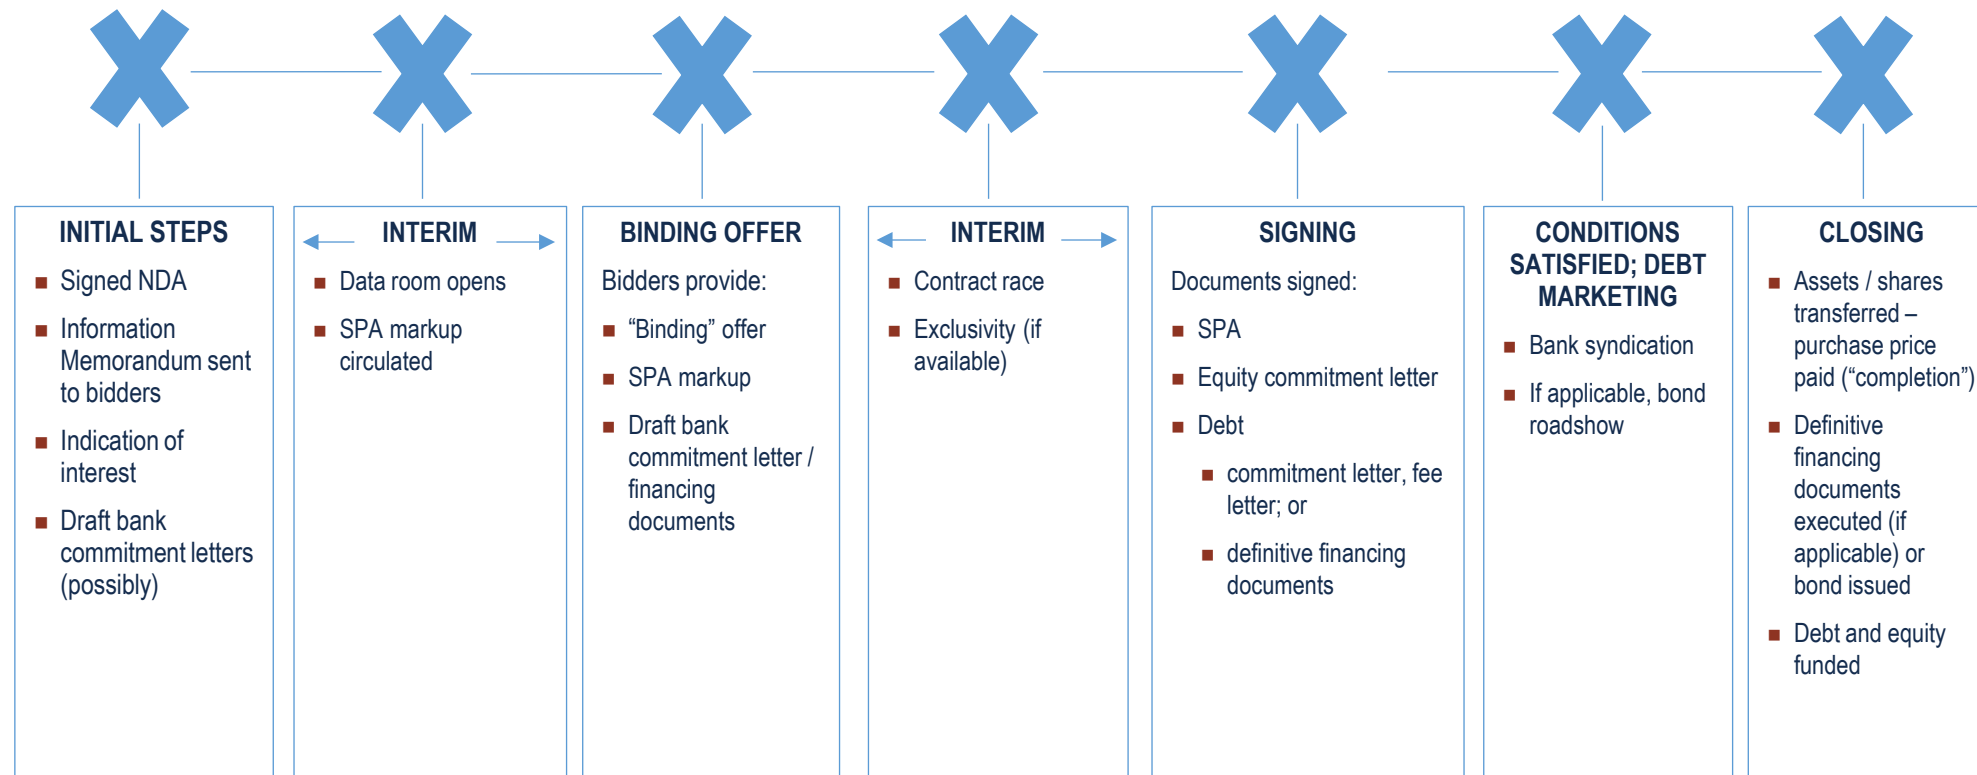 INITIAL STEPS
■ Signed NDA
■ Information
Memorandum sent
to bidders
■ Indication of
interest
■ Draft bank
commitment letters
(possibly)
INTERIM
■ Data room opens
■ SPA markup
circulated
BINDING OFFER
Bidders provide:
■ “Binding” offer
■ SPA markup
■ Draft bank
commitment letter /
financing
documents
INTERIM
■ Contract race
■ Exclusivity (if
available)
SIGNING
Documents signed:
■ SPA
■ Equity commitment letter
■ Debt
■ commitment letter, fee
letter; or
■ definitive financing
documents
CONDITIONS
SATISFIED; DEBT
MARKETING
■ Bank syndication
■ If applicable, bond
roadshow
CLOSING
■ Assets / shares
transferred –
purchase price
paid (“completion”)
■ Definitive
financing
documents
executed (if
applicable) or
bond issued
■ Debt and equity
funded